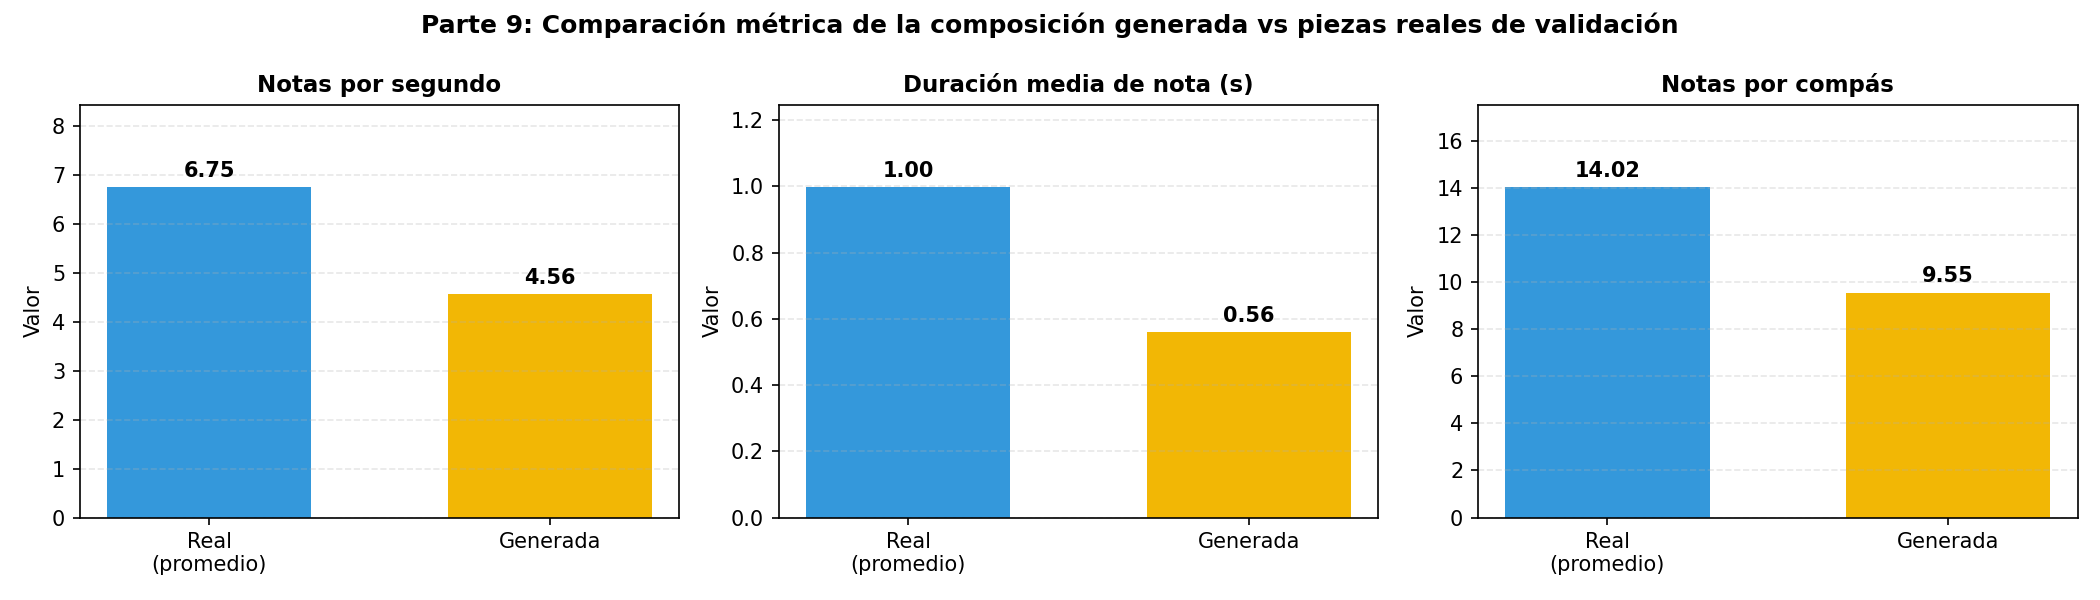 Parte 9: Comparación métrica de la composición generada vs piezas reales de validación
Notas por segundo
Valor
8
7
6
5
4
3
2
1
0
6.75
4.56
Real
(promedio)
Generada
Duración media de nota (s)
Valor
1.2
1.0
0.8
0.6
0.4
0.2
0.0
1.00
0.56
Real
(promedio)
Generada
Notas por compás
Valor
16
14
12
10
8
6
4
2
0
14.02
9.55
Real
(promedio)
Generada